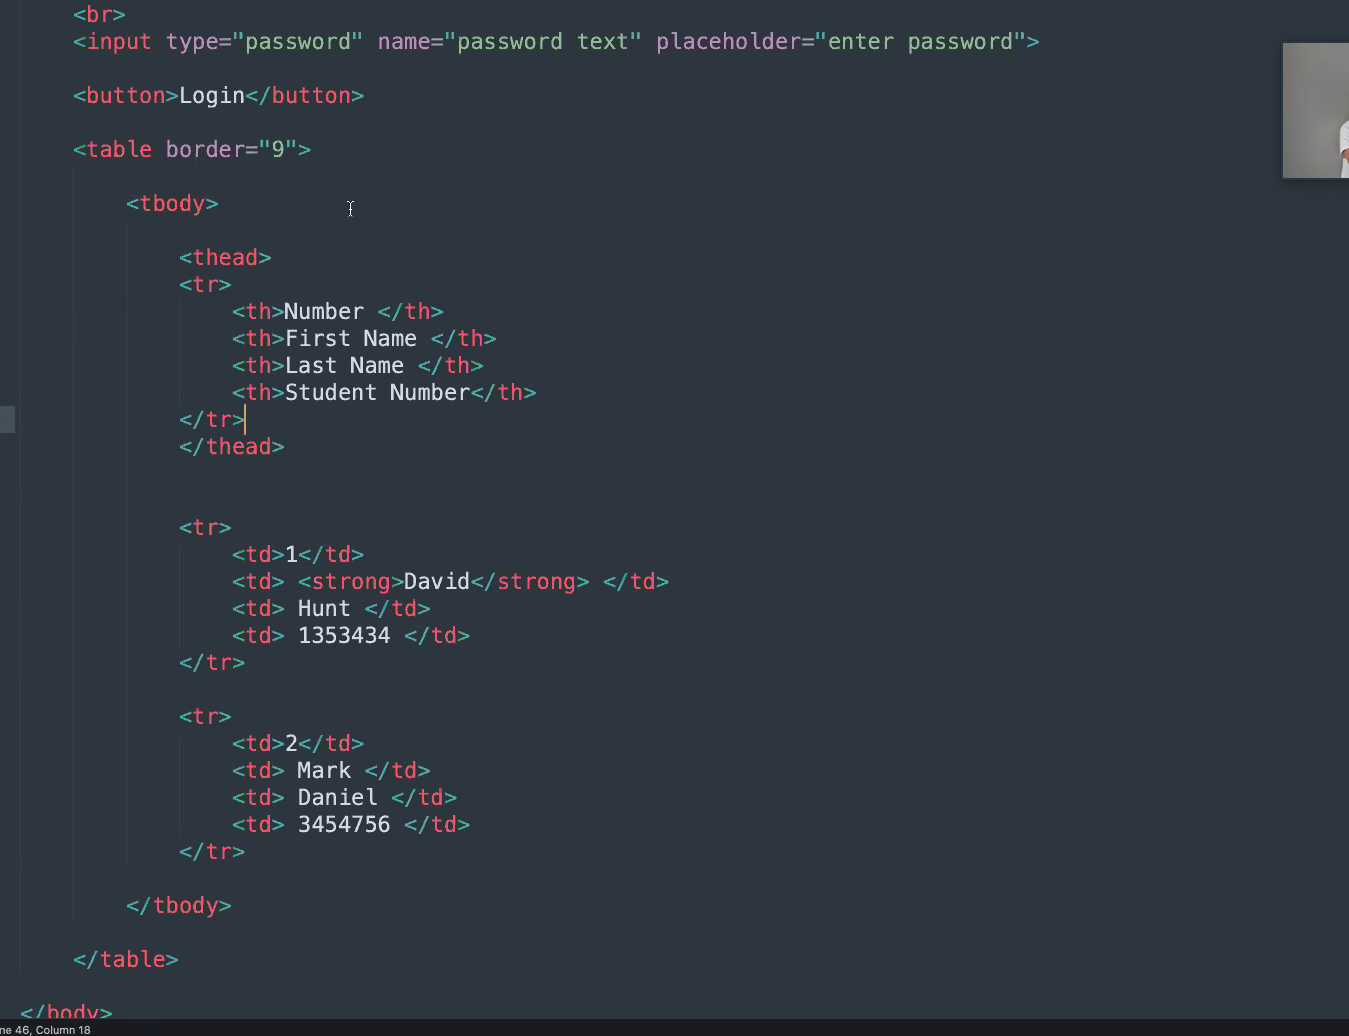 <br>
<input type="password" name="password text" placeholder="enter password">
<button>Login</button>
<table border="9">
<tbody>
<thead>
<tr>
<th>Number </th>
<th>First Name </th>
<th>Last Name </th>
<th>Student Number</th>
</tr>
</thead>
<tr>
<td>1</td>
<td> <strong>David</strong> </td>
<td> Hunt </td>
<td> 1353434 </td>
</tr>
<tr>
<td>2</td>
<td> Mark </td>
<td> Daniel </td>
<td> 3454756 </td>
</tr>
</tbody>
</table>
</body>
ne 46, Column 18